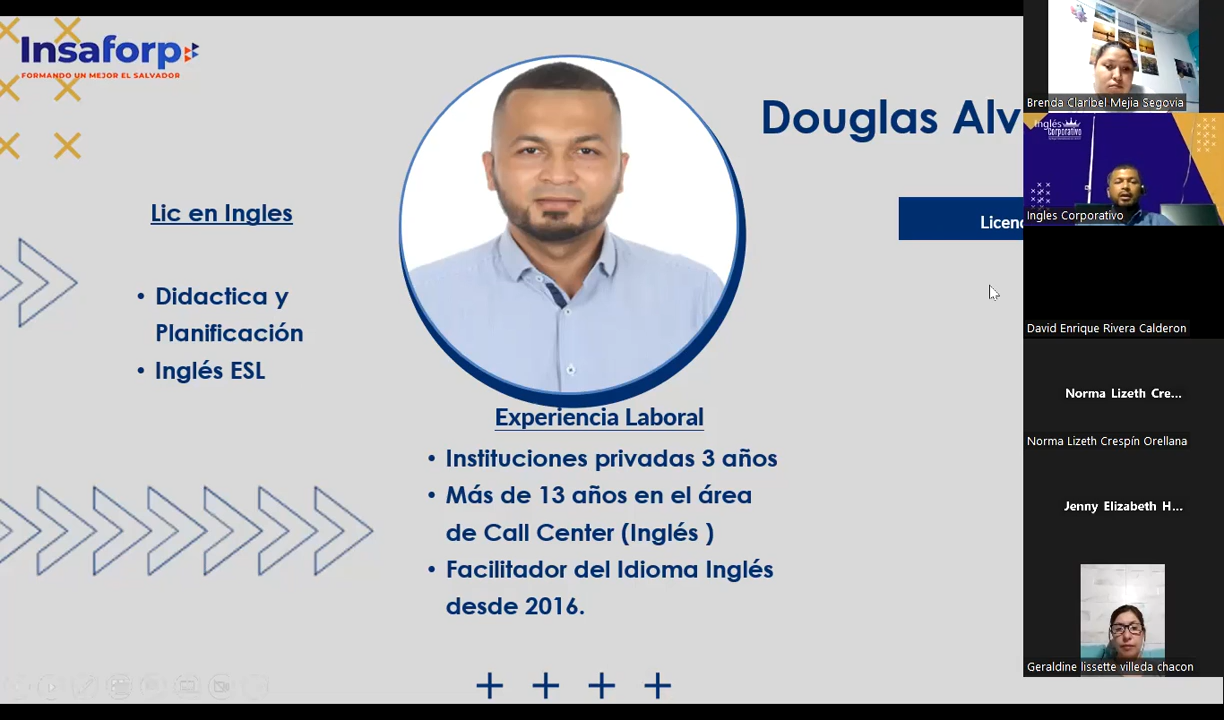 Insaforp
FORMANDO UN MEJOR EL SALVADOR
Douglas Alv
Lic en Ingles
• Didactica y
Planificación
• Inglés ESL
Licenc
Experiencia Laboral
• Instituciones privadas 3 años
• Más de 13 años en el área
de Call Center (Inglés )
• Facilitador del Idioma Inglés
desde 2016.
Brenda Claribel Mejia Segovia
Inglés
Corporativo
Ingles Corporativo
David Enrique Rivera Calderon
Norma Lizeth Cre...
Norma Lizeth Crespín Orellana
Jenny Elizabeth H...
Geraldine lissette villeda chacon